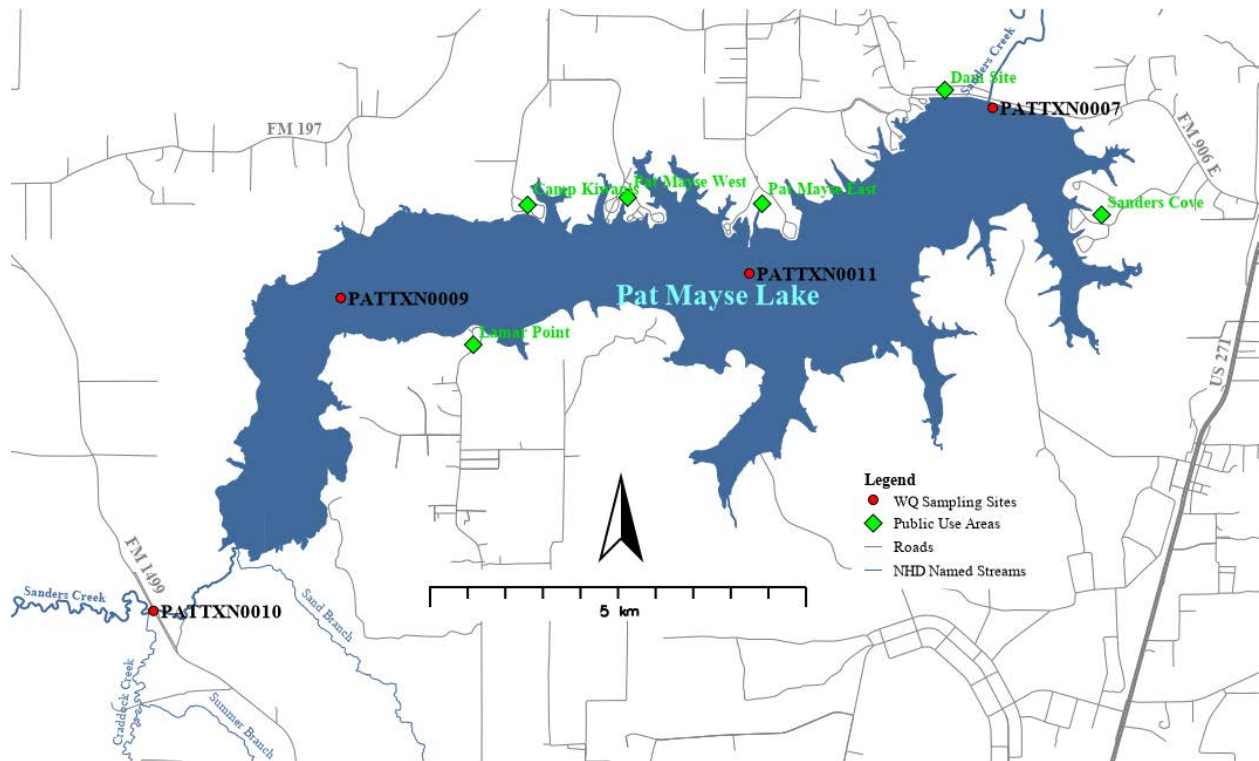 Sanders Creek
Dam Site
PATTXN0007
FM 197
FM 906 E
Camp Kiwanis
Pat Mayse West
Pat Mayse East
Sanders Cove
PATTXN0011
PATTXN0009
Pat Mayse Lake
Lamar Point
US 271
Legend
WQ Sampling Sites
Public Use Areas
Roads
NHD Named Streams
FM 1499
Sanders Creek
PATTXN0010
Sand Branch
5 km
Craddock Creek
Summer Branch